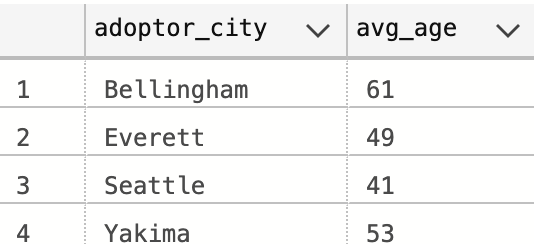 adoptor_city avg_age
1 Bellingham 61
2 Everett 49
3 Seattle 41
4 Yakima 53